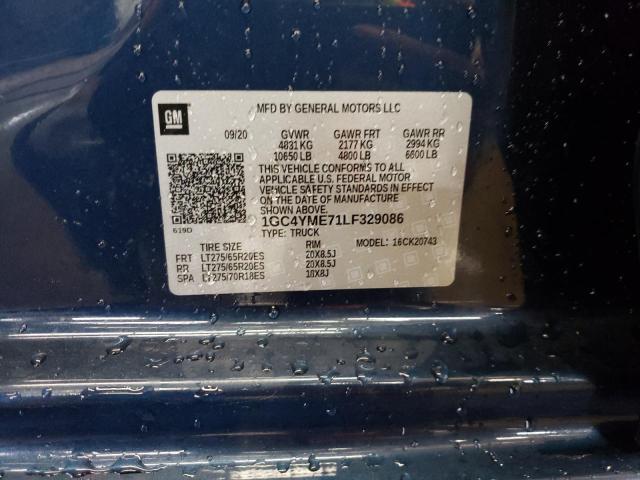 GM
MFD BY GENERAL MOTORS LLC
09/20 GVWR GAWR FRT GAWR RR
4831 KG 2177 KG 2994 KG
10650 LB 4800 LB 6600 LB
THIS VEHICLE CONFORMS TO ALL
APPLICABLE U.S. FEDERAL MOTOR
VEHICLE SAFETY STANDARDS IN EFFECT
ON THE DATE OF MANUFACTURE
SHOWN ABOVE.
619D
1GC4YME71LF329086
TYPE: TRUCK
TIRE SIZE RIM MODEL: 16CK20743
FRT LT275/65R20ES 20X8.5J
RR LT275/65R20ES 20X8.5J
SPA LT275/70R18ES 18X8J